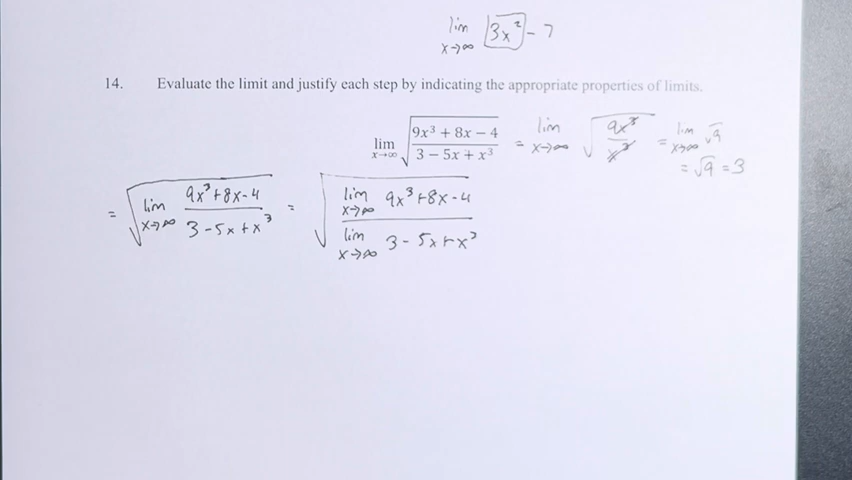 lim x→∞ 3x² - 7
14. Evaluate the limit and justify each step by indicating the appropriate properties of limits.
lim x→∞ √((9x³ + 8x − 4)/(3 − 5x + x³)) = lim x→∞ √(9x³/x³) = lim x→∞ √9
= √9 = 3
= √(lim x→∞ (9x³+8x-4)/(3-5x+x³)) = √((lim x→∞ 9x³+8x-4)/(lim x→∞ 3-5x+x³))